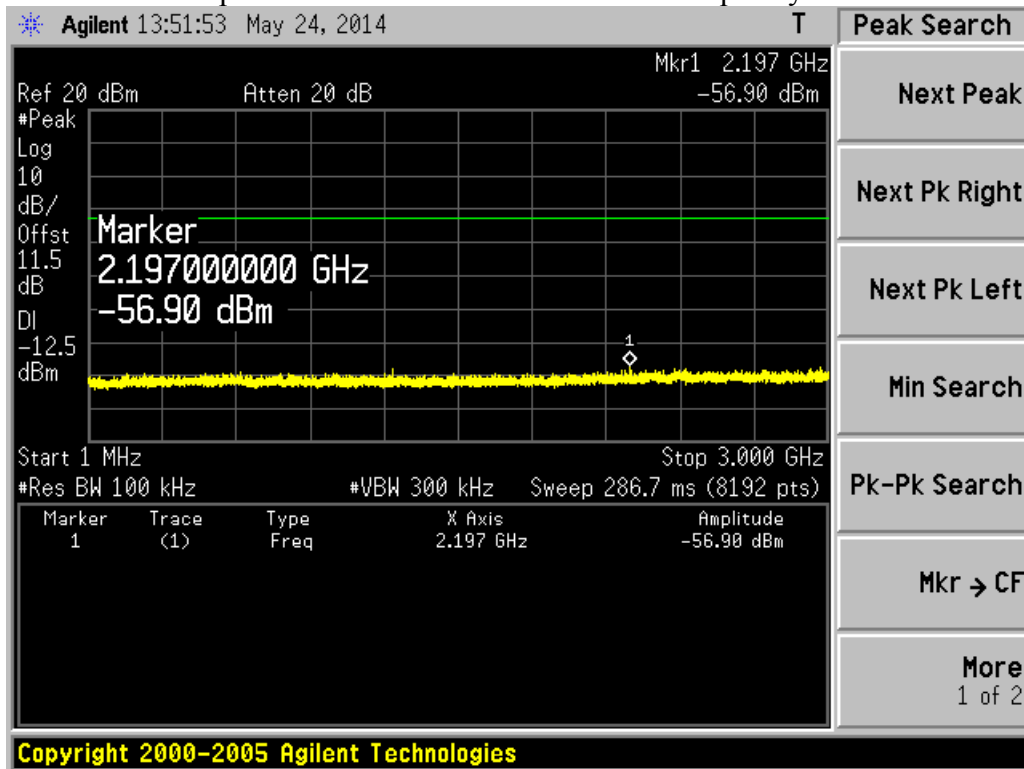 Agilent 13:51:53 May 24, 2014 T
Peak Search
Mkr1 2.197 GHz
Ref 20 dBm Atten 20 dB -56.90 dBm
#Peak
Log
10
dB/
Offst
11.5
dB
DI
-12.5
dBm
Marker
2.197000000 GHz
-56.90 dBm
1
Start 1 MHz Stop 3.000 GHz
#Res BW 100 kHz #VBW 300 kHz Sweep 286.7 ms (8192 pts)
Marker Trace Type X Axis Amplitude
1 (1) Freq 2.197 GHz -56.90 dBm
Next Peak
Next Pk Right
Next Pk Left
Min Search
Pk-Pk Search
Mkr → CF
More
1 of 2
Copyright 2000-2005 Agilent Technologies